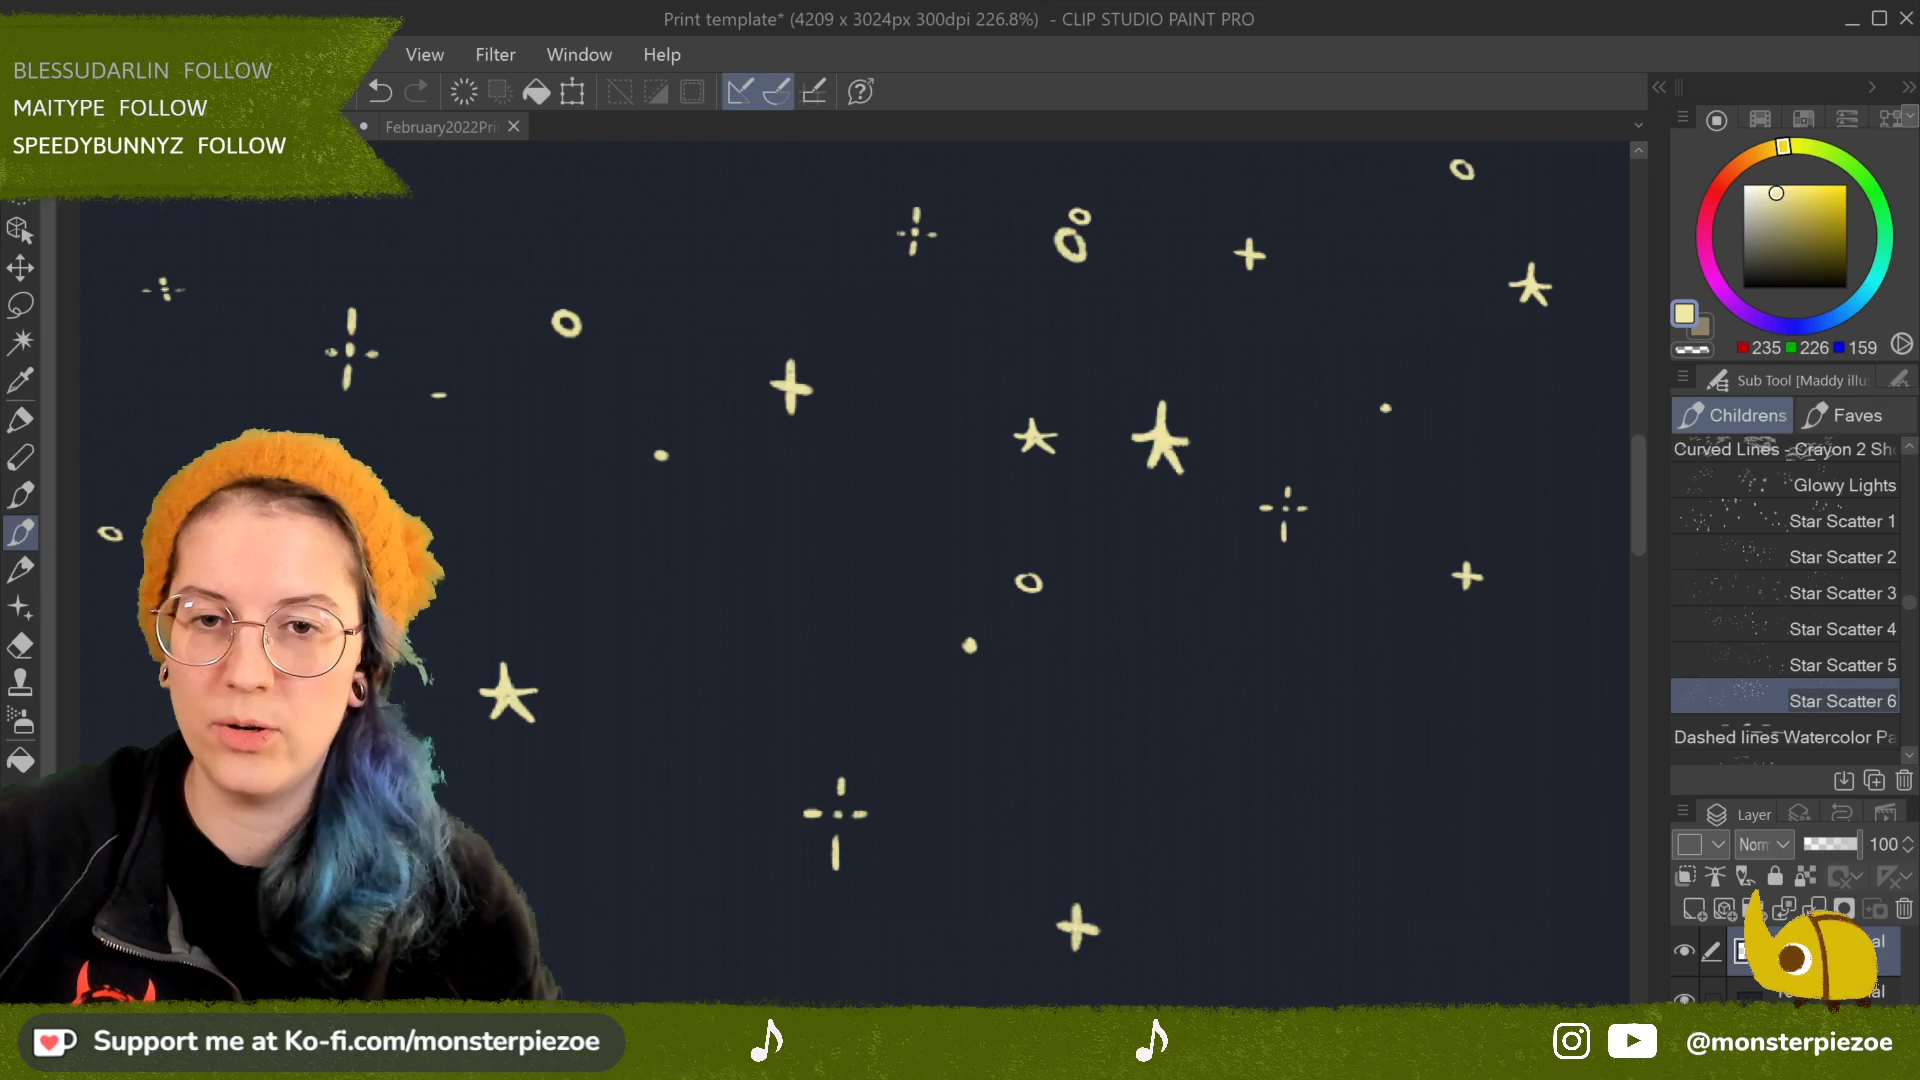 Print template* (4209 x 3024px 300dpi 226.8%) - CLIP STUDIO PAINT PRO
View Filter Window Help
BLESSUDARLIN FOLLOW
MAITYPE FOLLOW
SPEEDYBUNNYZ FOLLOW
February2022Pri
235 226 159
Sub Tool [Maddy illu
Childrens Faves
Curved Lines - Crayon 2 Sh
Glowy Lights
Star Scatter 1
Star Scatter 2
Star Scatter 3
Star Scatter 4
Star Scatter 5
Star Scatter 6
Dashed lines Watercolor Pa
Layer
Norm 100
al
al
Support me at Ko-fi.com/monsterpiezoe
@monsterpiezoe